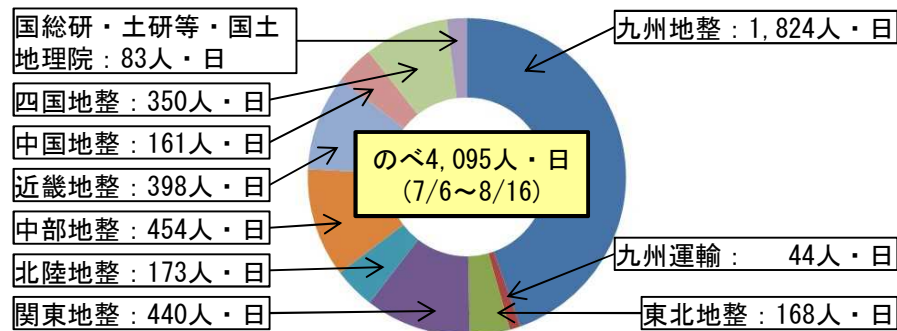 国総研・土研等・国土
地理院：83人・日
四国地整：350人・日
中国地整：161人・日
近畿地整：398人・日
中部地整：454人・日
北陸地整：173人・日
関東地整：440人・日
のべ4,095人・日
(7/6～8/16)
九州地整：1,824人・日
九州運輸：　44人・日
東北地整：168人・日